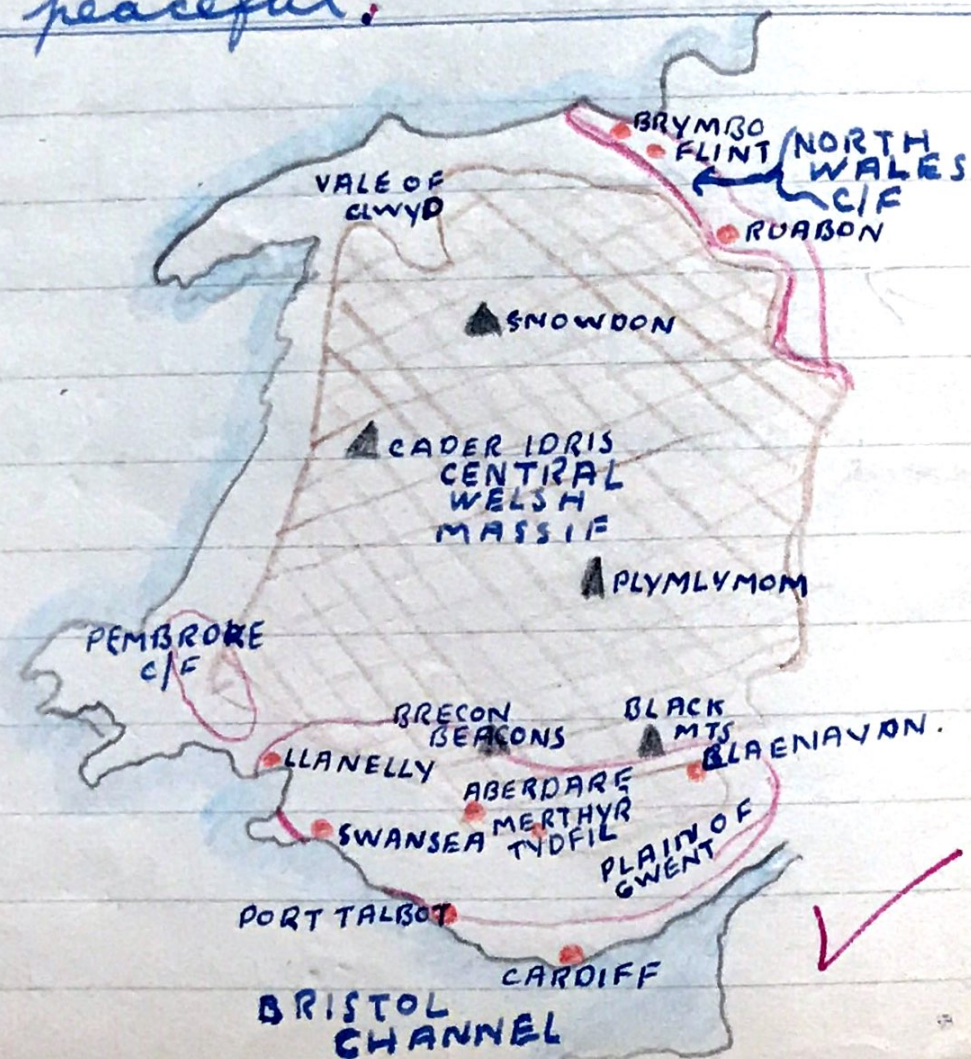 peaceful.
BRYMBO
FLINT
NORTH
WALES
C/F
VALE OF
CLWYD
RUABON
SNOWDON
CADER IDRIS
CENTRAL
WELSH
MASSIF
PLYMLYMOM
PEMBROKE
C/F
BRECON
BEACONS
BLACK
MTS
BLAENAVON.
LLANELLY
ABERDARE
MERTHYR
TYDFIL
SWANSEA
PLAIN OF
GWENT
PORT TALBOT
CARDIFF
BRISTOL
CHANNEL